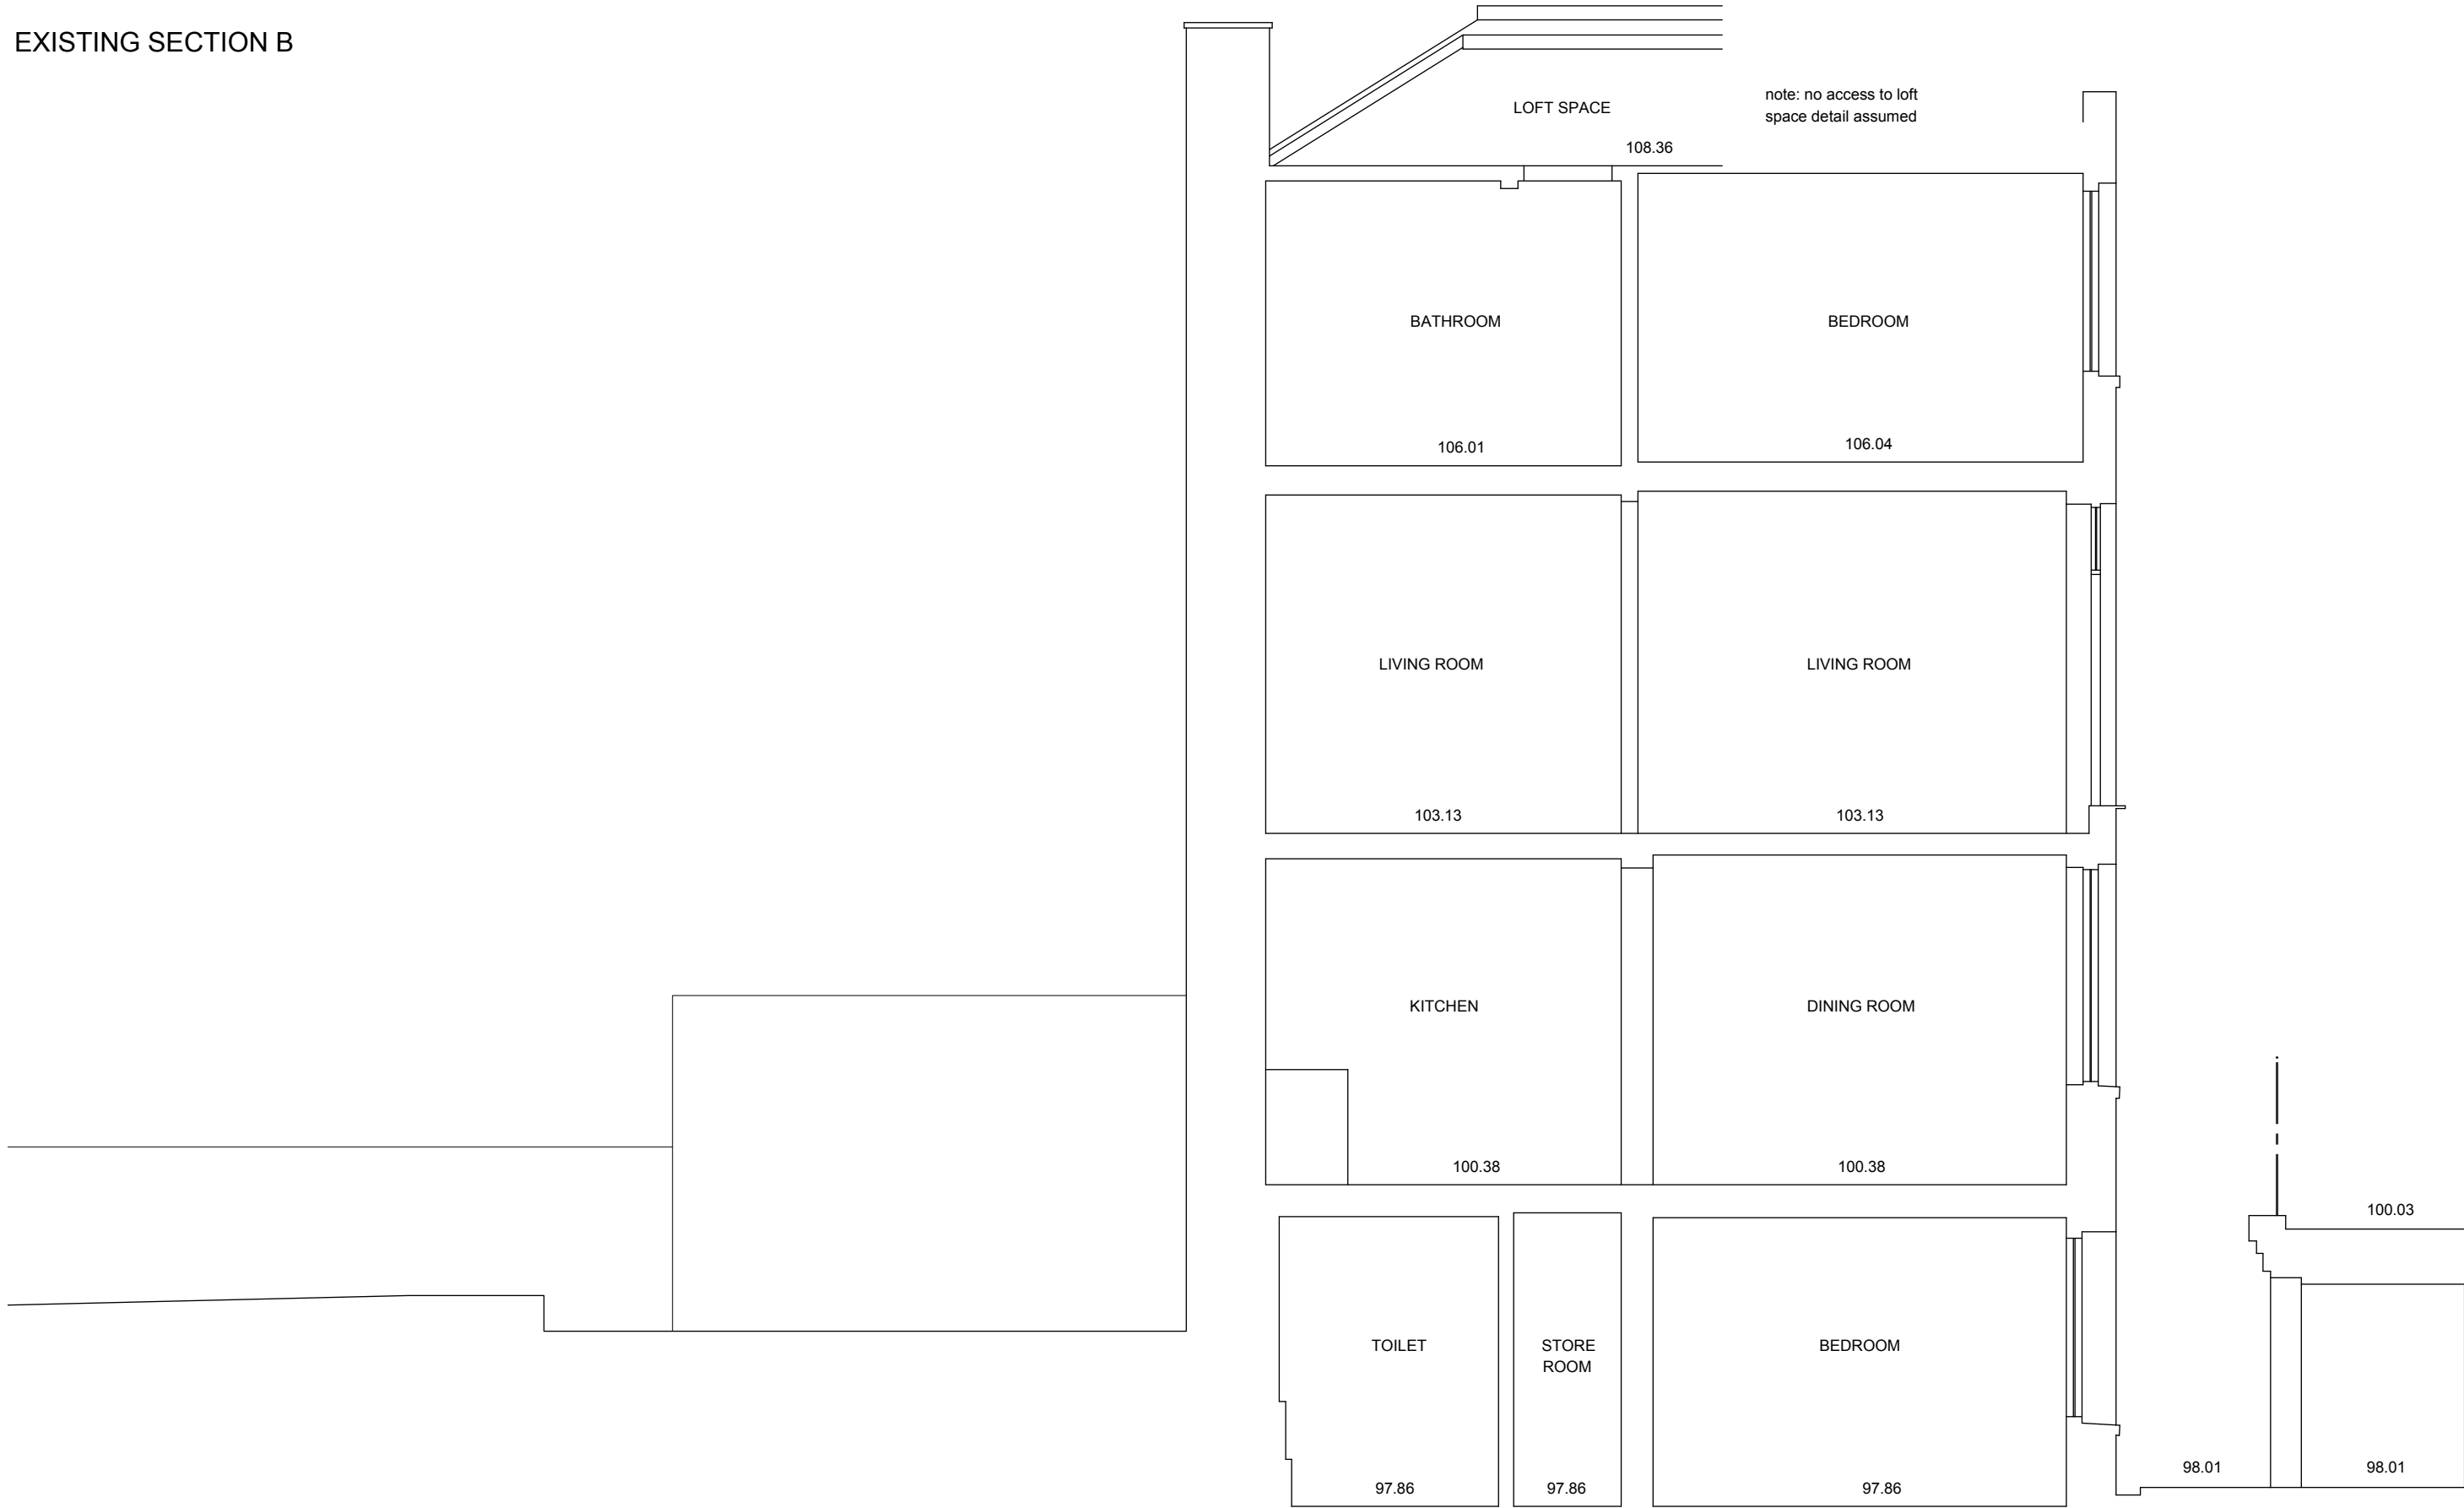 EXISTING SECTION B
LOFT SPACE
note: no access to loft
space detail assumed
108.36
BATHROOM
BEDROOM
106.01
106.04
LIVING ROOM
LIVING ROOM
103.13
103.13
KITCHEN
DINING ROOM
100.38
100.38
100.03
TOILET
STORE
ROOM
BEDROOM
97.86
97.86
97.86
98.01
98.01